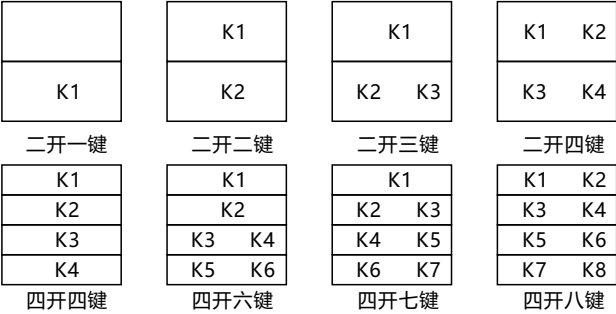 K1 K1 K1 K2
K1 K2 K2 K3 K3 K4
二开一键 二开二键 二开三键 二开四键
K1 K1 K1 K1 K2
K2 K2 K2 K3 K3 K4
K3 K3 K4 K4 K5 K5 K6
K4 K5 K6 K6 K7 K7 K8
四开四键 四开六键 四开七键 四开八键